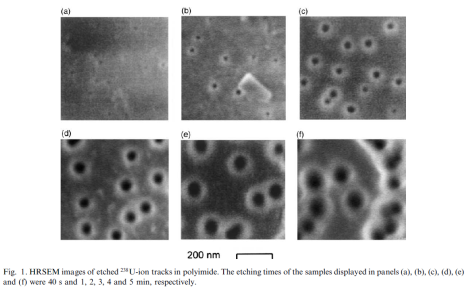 (a)
(b)
(c)
(d)
(e)
(f)
200 nm
Fig. 1. HRSEM images of etched ²³⁸U-ion tracks in polyimide. The etching times of the samples displayed in panels (a), (b), (c), (d), (e)
and (f) were 40 s and 1, 2, 3, 4 and 5 min, respectively.